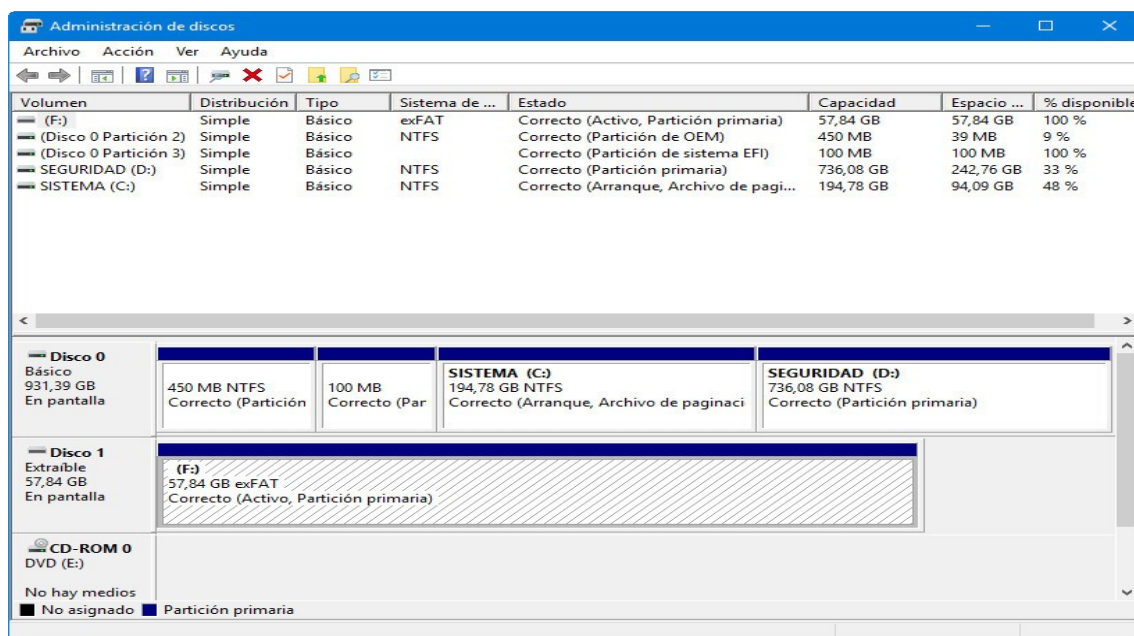 Administración de discos
Archivo Acción Ver Ayuda
Volumen Distribución Tipo Sistema de ... Estado Capacidad Espacio ... % disponible
(F:) Simple Básico exFAT Correcto (Activo, Partición primaria) 57,84 GB 57,84 GB 100 %
(Disco 0 Partición 2) Simple Básico NTFS Correcto (Partición de OEM) 450 MB 39 MB 9 %
(Disco 0 Partición 3) Simple Básico Correcto (Partición de sistema EFI) 100 MB 100 MB 100 %
SEGURIDAD (D:) Simple Básico NTFS Correcto (Partición primaria) 736,08 GB 242,76 GB 33 %
SISTEMA (C:) Simple Básico NTFS Correcto (Arranque, Archivo de pagi... 194,78 GB 94,09 GB 48 %
Disco 0
Básico
931,39 GB
En pantalla
450 MB NTFS
Correcto (Partición
100 MB
Correcto (Par
SISTEMA (C:)
194,78 GB NTFS
Correcto (Arranque, Archivo de paginaci
SEGURIDAD (D:)
736,08 GB NTFS
Correcto (Partición primaria)
Disco 1
Extraíble
57,84 GB
En pantalla
(F:)
57,84 GB exFAT
Correcto (Activo, Partición primaria)
CD-ROM 0
DVD (E:)
No hay medios
No asignado Partición primaria